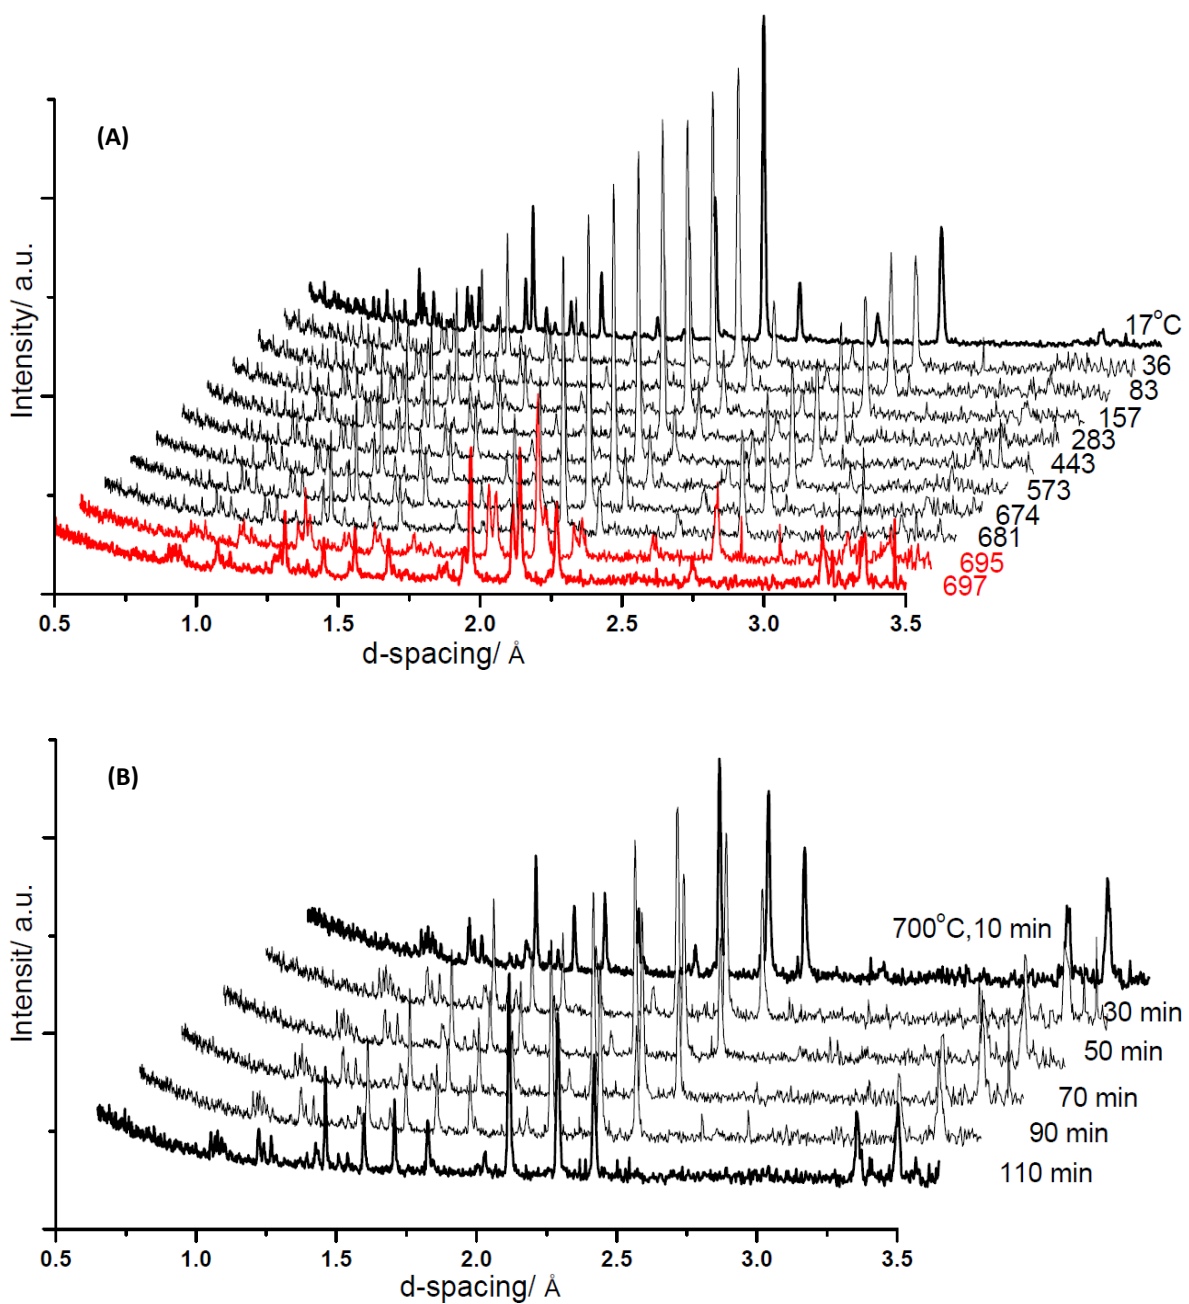 (A)
Intensity/ a.u.
17°C
36
83
157
283
443
573
674
681
695
697
0.5 1.0 1.5 2.0 2.5 3.0 3.5
d-spacing/ Å
(B)
Intensit/ a.u.
700°C,10 min
30 min
50 min
70 min
90 min
110 min
0.5 1.0 1.5 2.0 2.5 3.0 3.5
d-spacing/ Å